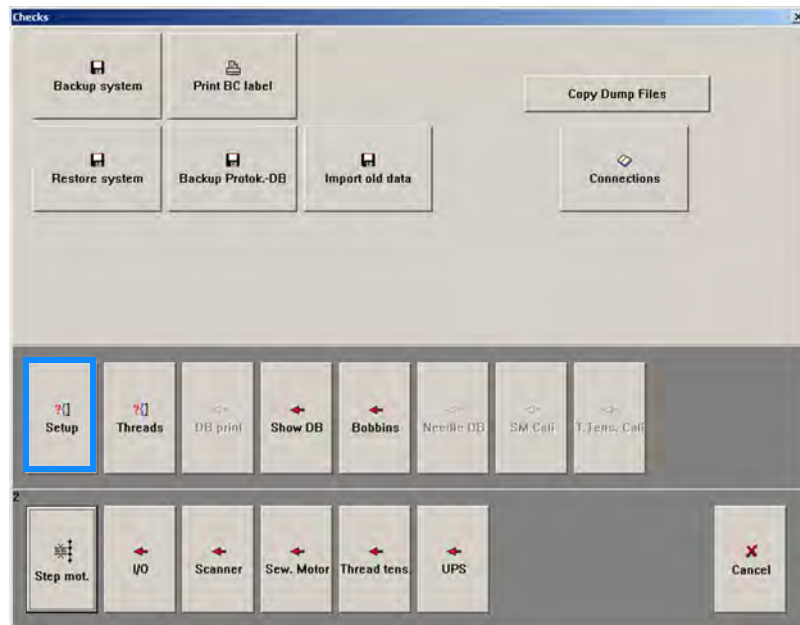 Checks
Backup system
Print BC label
Copy Dump Files
Restore system
Backup Protok.-DB
Import old data
Connections
Setup
Threads
DB print
Show DB
Bobbins
Needle DB
SM Cali
T.Tens. Cali
2
Step mot.
I/O
Scanner
Sew. Motor
Thread tens.
UPS
Cancel